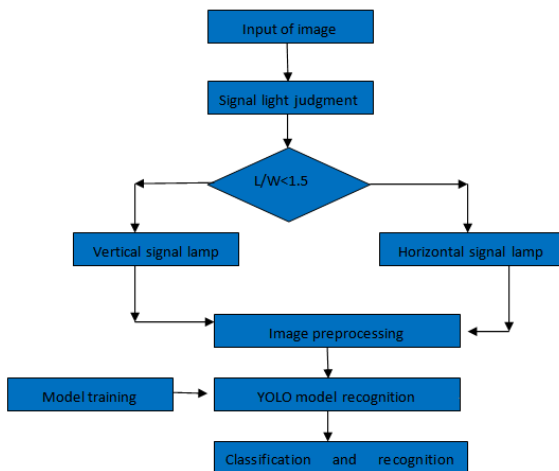 Input of image
Signal light judgment
L/W<1.5
Vertical signal lamp
Horizontal signal lamp
Image preprocessing
Model training
YOLO model recognition
Classification and recognition